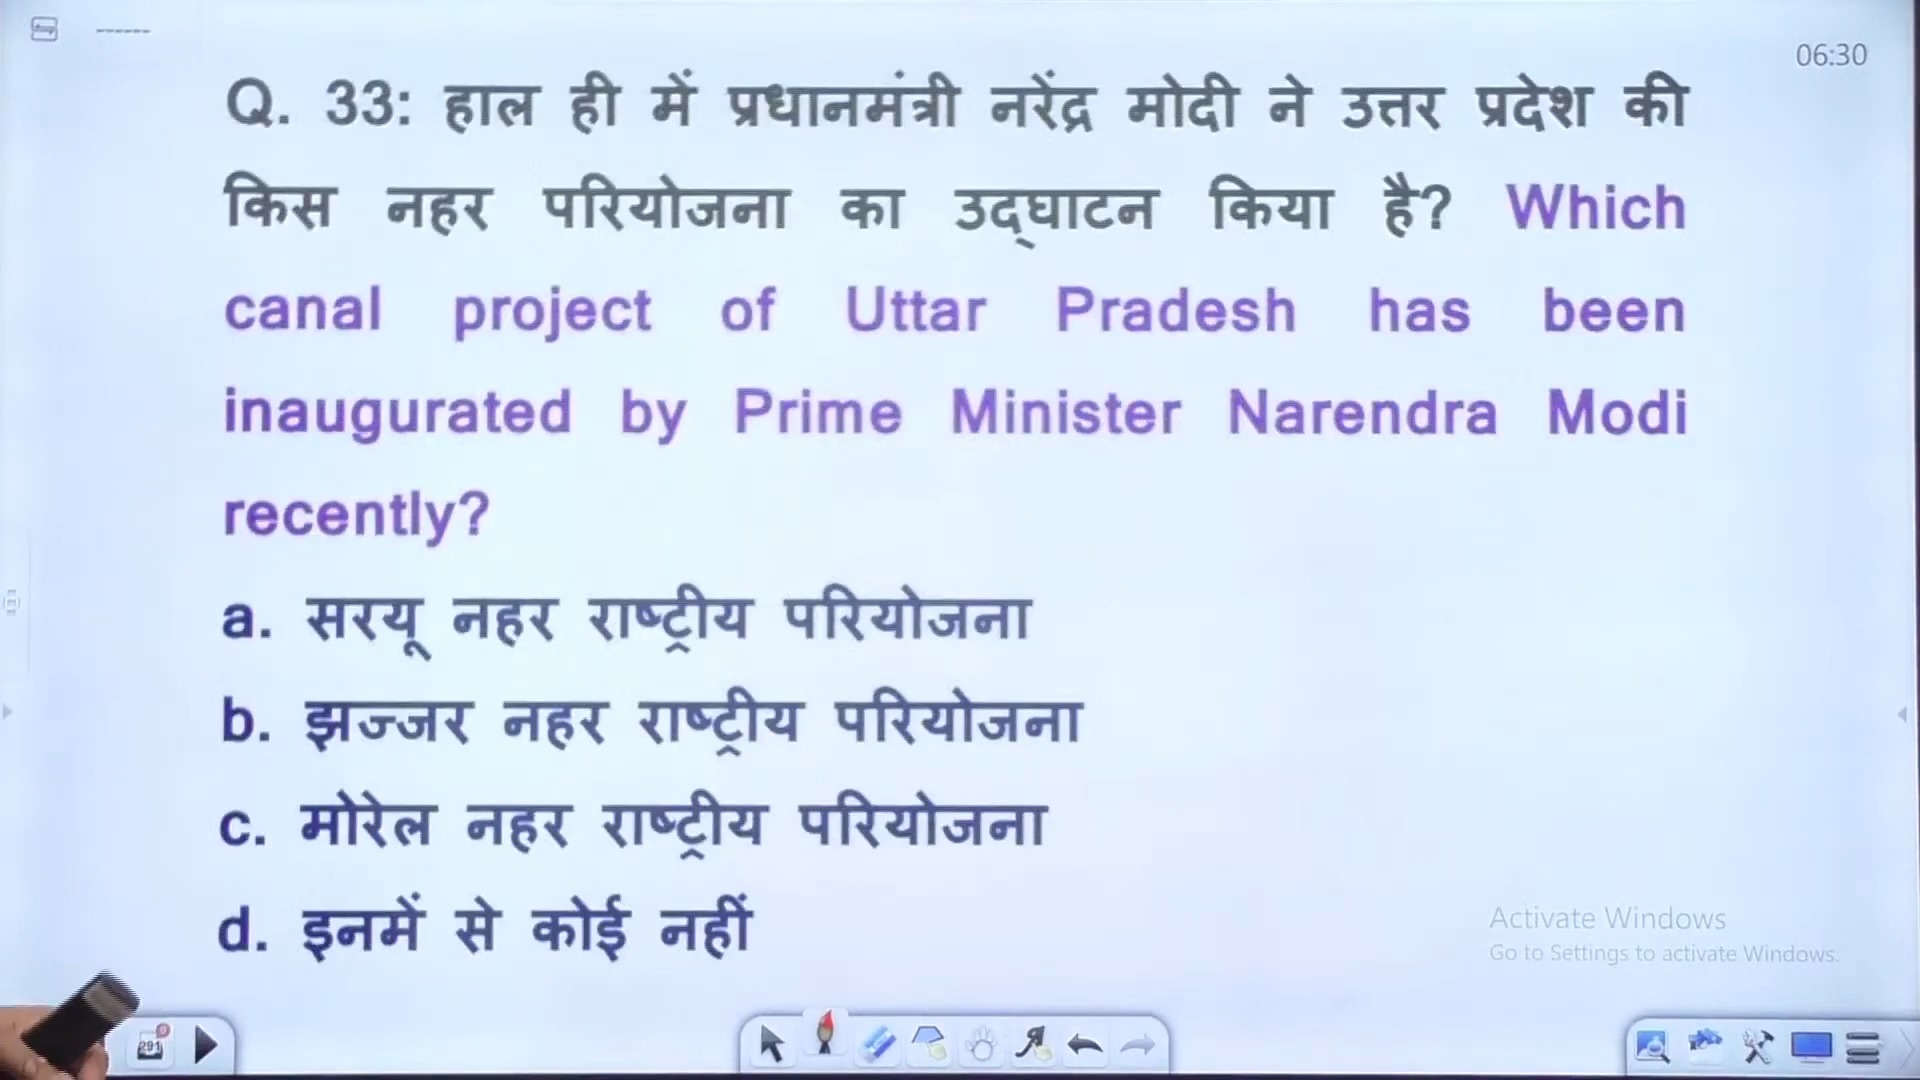 06:30
Q. 33: हाल ही में प्रधानमंत्री नरेंद्र मोदी ने उत्तर प्रदेश की
किस नहर परियोजना का उद्घाटन किया है? Which
canal project of Uttar Pradesh has been
inaugurated by Prime Minister Narendra Modi
recently?
a. सरयू नहर राष्ट्रीय परियोजना
b. झज्जर नहर राष्ट्रीय परियोजना
c. मोरेल नहर राष्ट्रीय परियोजना
d. इनमें से कोई नहीं
Activate Windows
Go to Settings to activate Windows.
291